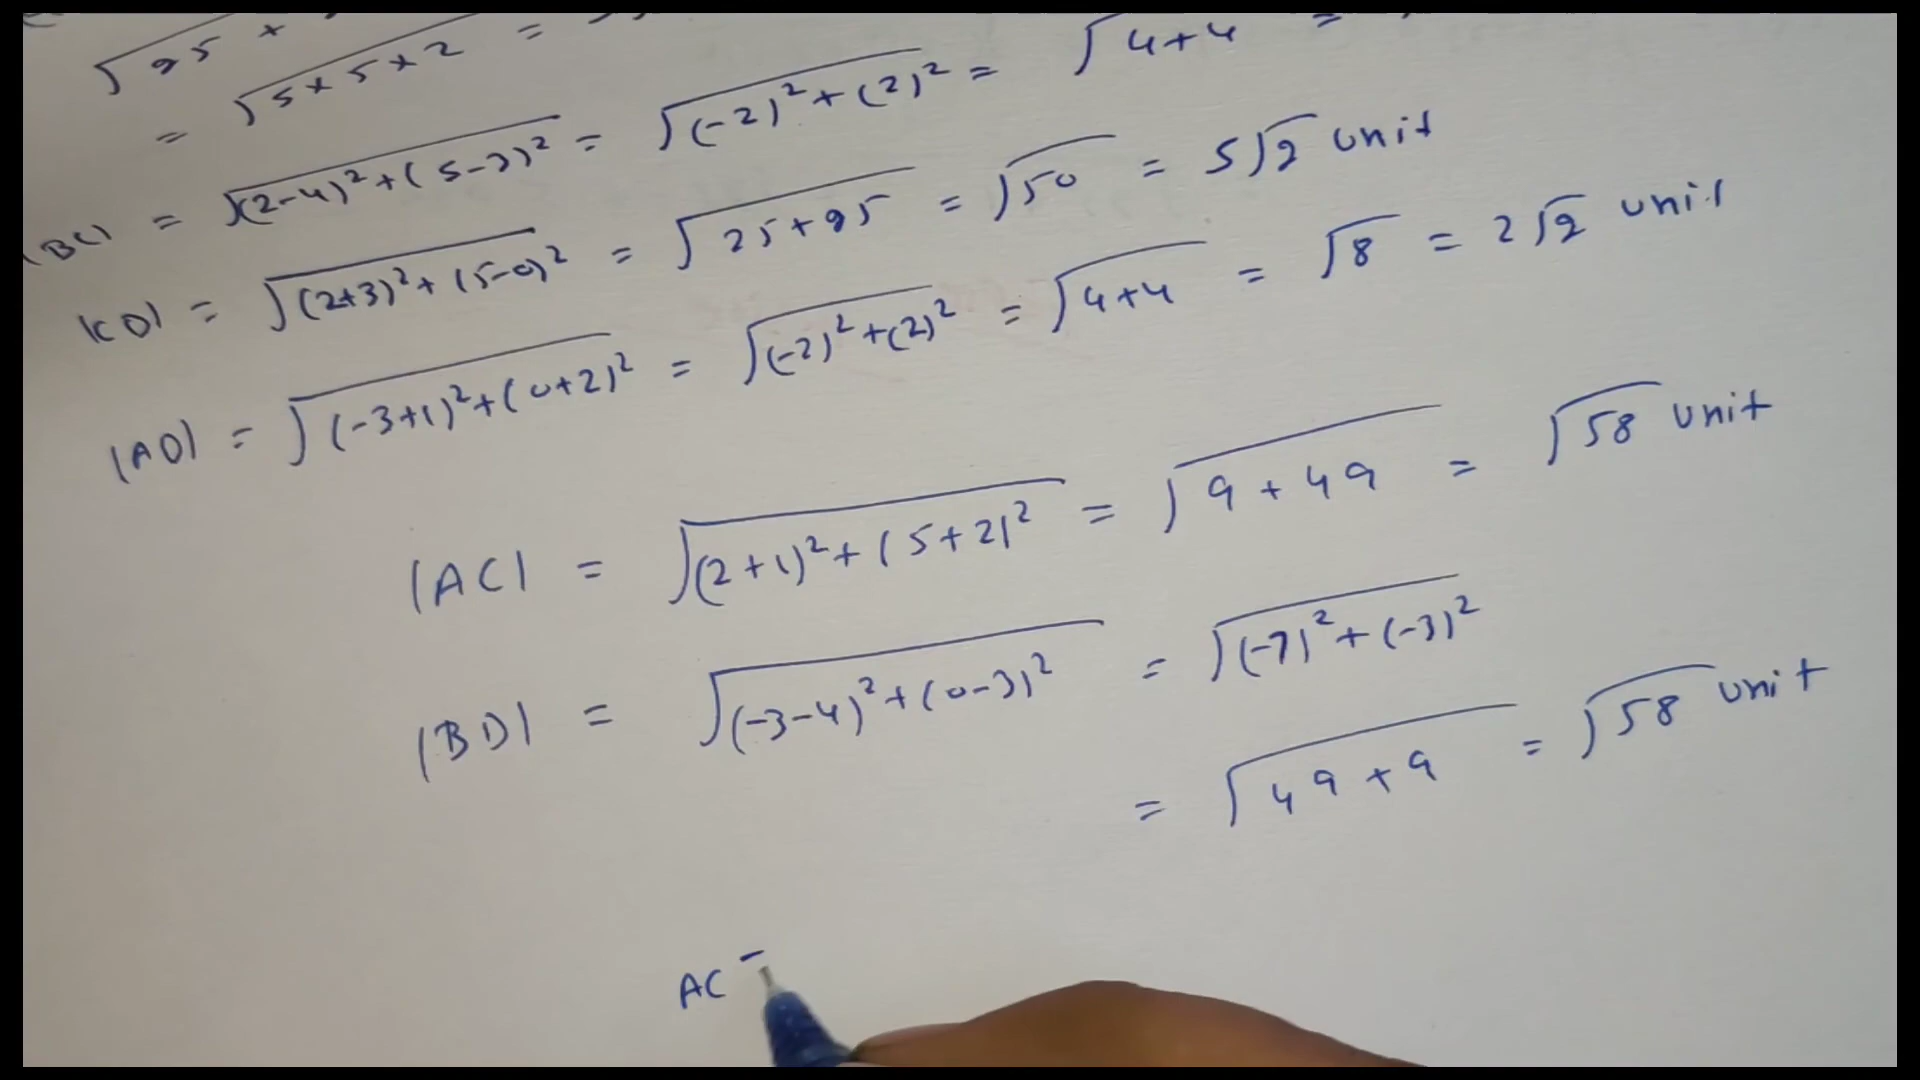 √25 +
= √5×5×2 =
|BC| = √(2-4)²+(5-3)² = √(-2)²+(2)² = √4+4 =
|CD| = √(2+3)²+(5-0)² = √25+25 = √50 = 5√2 unit
|AD| = √(-3+1)²+(0+2)² = √(-2)²+(2)² = √4+4 = √8 = 2√2 unit
|AC| = √(2+1)²+(5+2)² = √9+49 = √58 unit
|BD| = √(-3-4)²+(0-3)² = √(-7)²+(-3)²
= √49+9 = √58 unit
AC